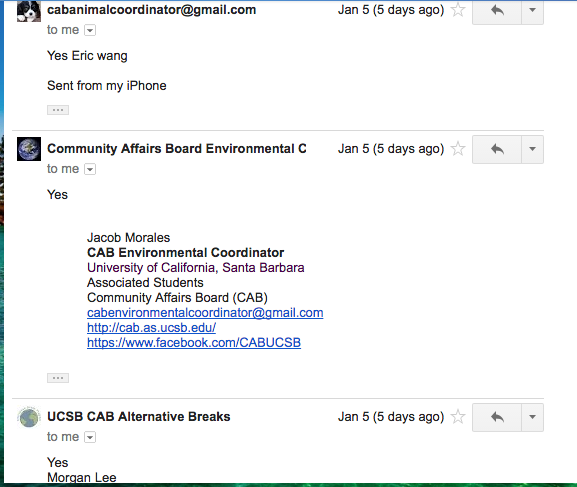 cabanimalcoordinator@gmail.com Jan 5 (5 days ago)
to me
Yes Eric wang
Sent from my iPhone
Community Affairs Board Environmental C Jan 5 (5 days ago)
to me
Yes
Jacob Morales
CAB Environmental Coordinator
University of California, Santa Barbara
Associated Students
Community Affairs Board (CAB)
cabenvironmentalcoordinator@gmail.com
http://cab.as.ucsb.edu/
https://www.facebook.com/CABUCSB
UCSB CAB Alternative Breaks Jan 5 (5 days ago)
to me
Yes
Morgan Lee